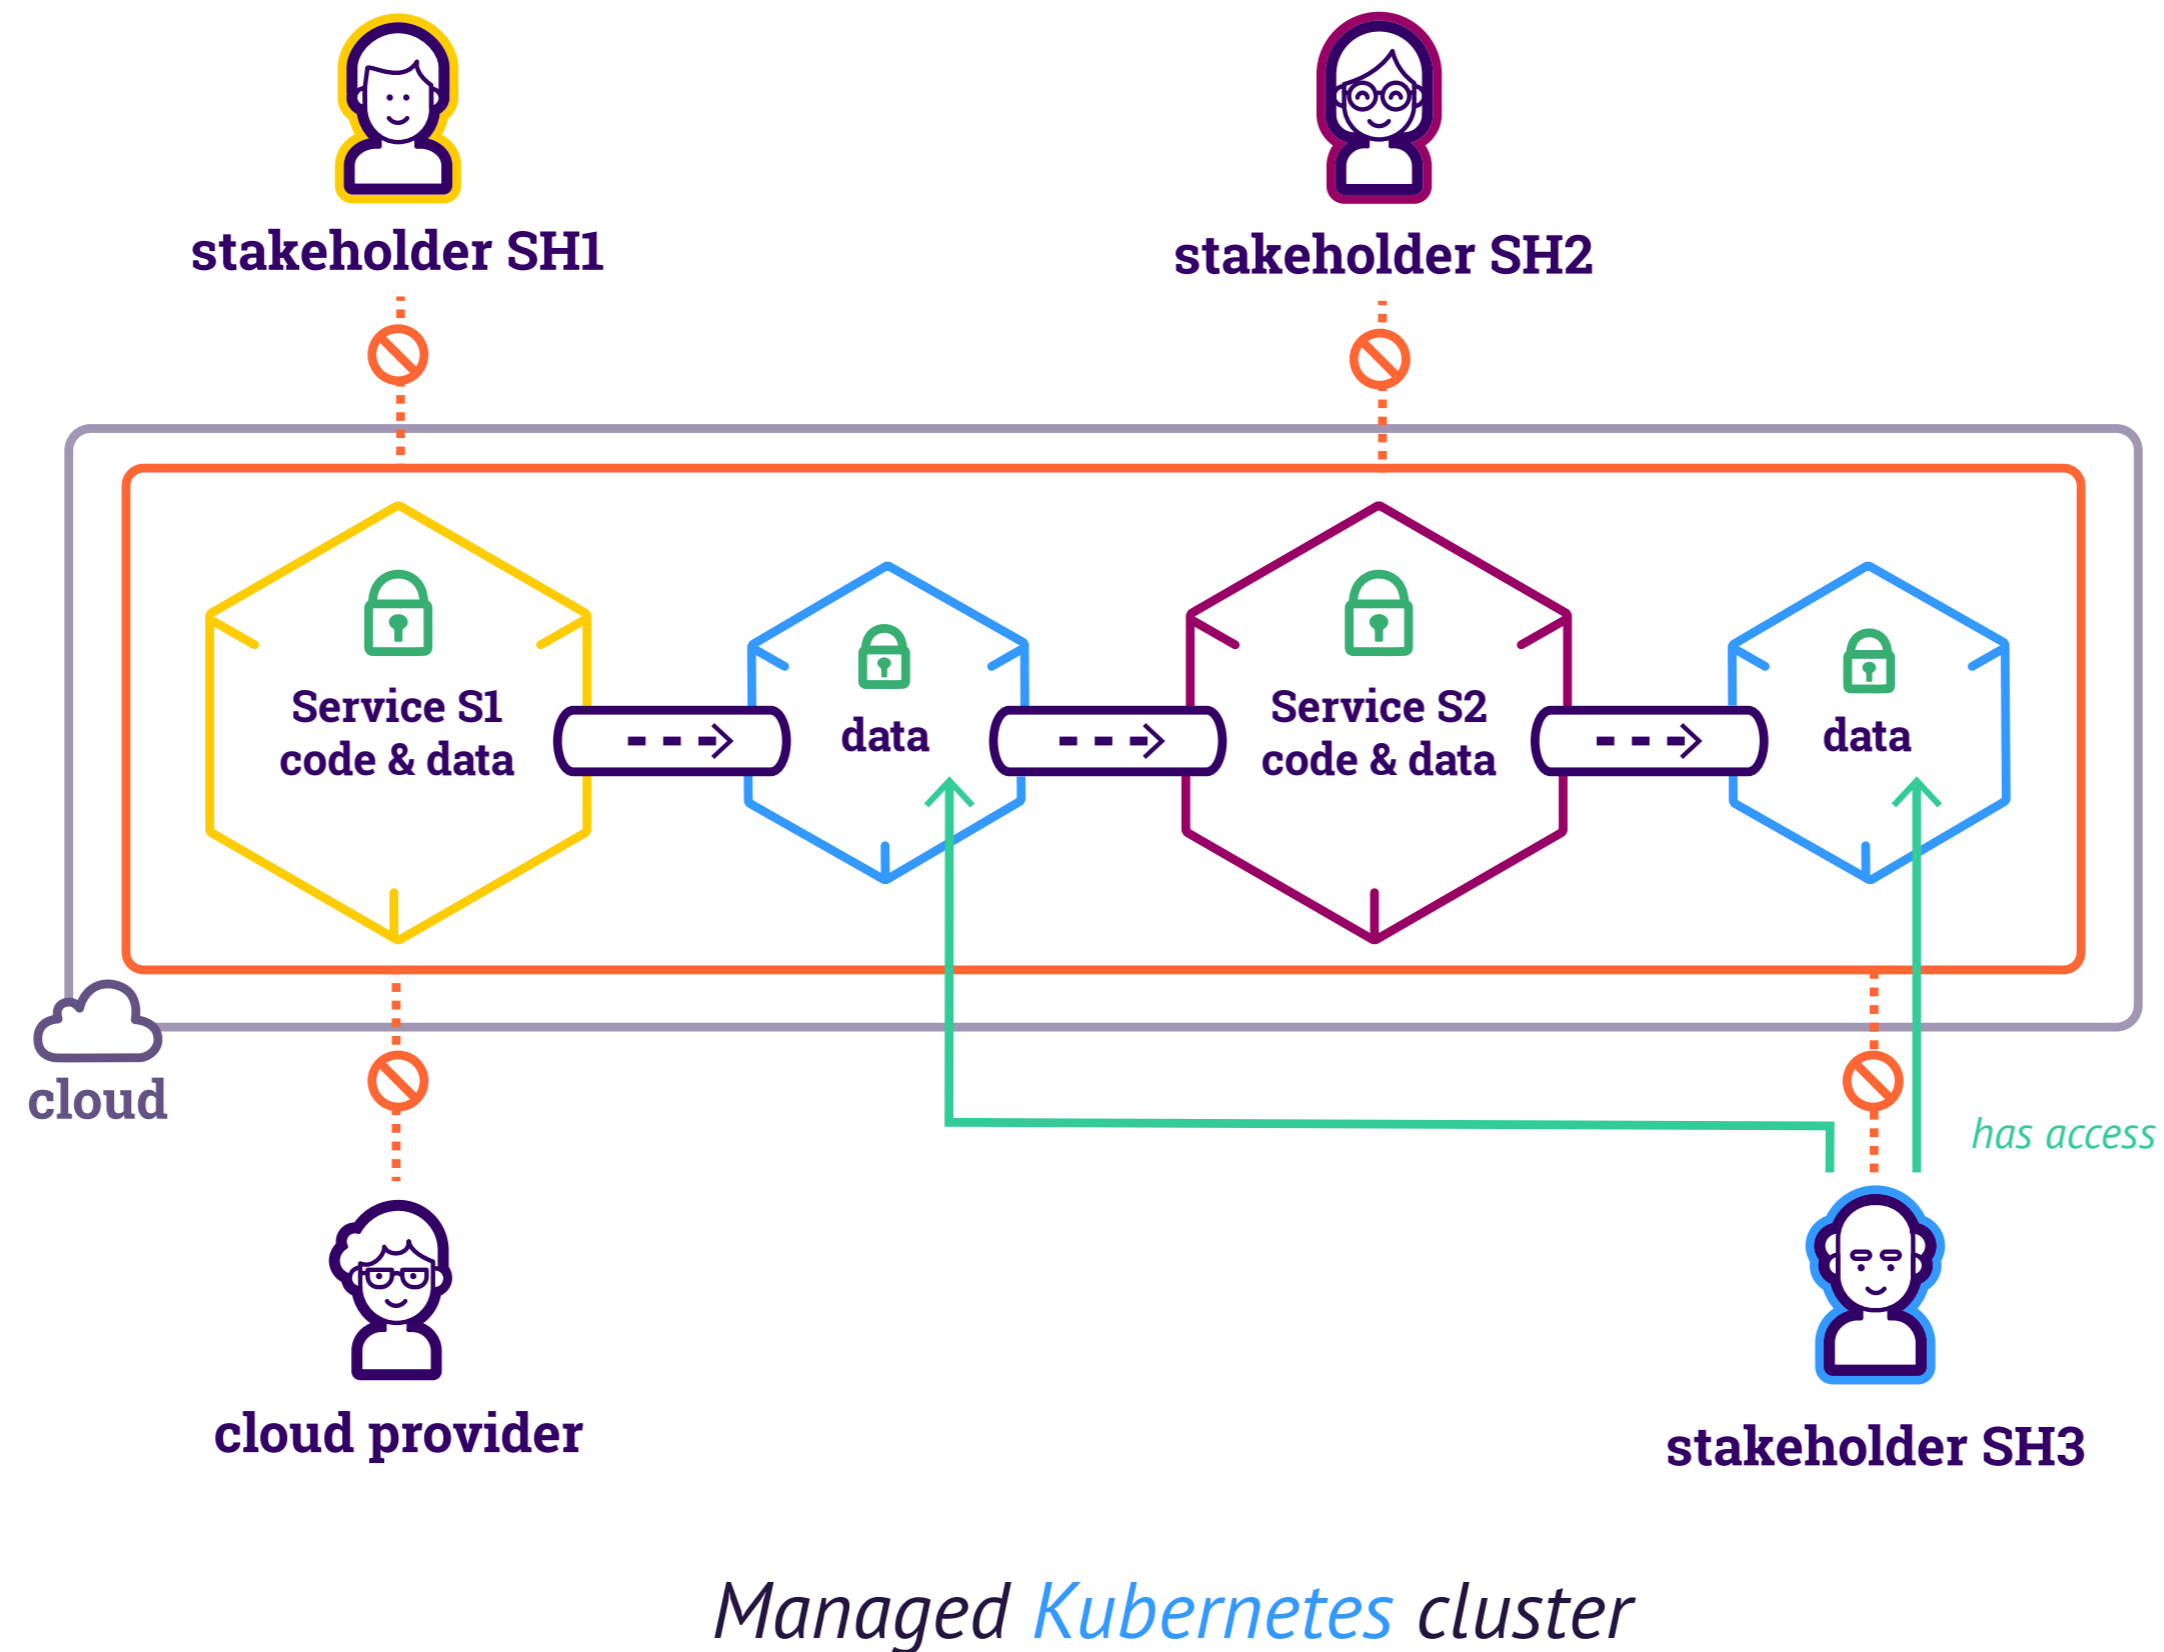 stakeholder SH1
stakeholder SH2
Service S1
code & data
data
Service S2
code & data
data
cloud
has access
cloud provider
stakeholder SH3
Managed Kubernetes cluster